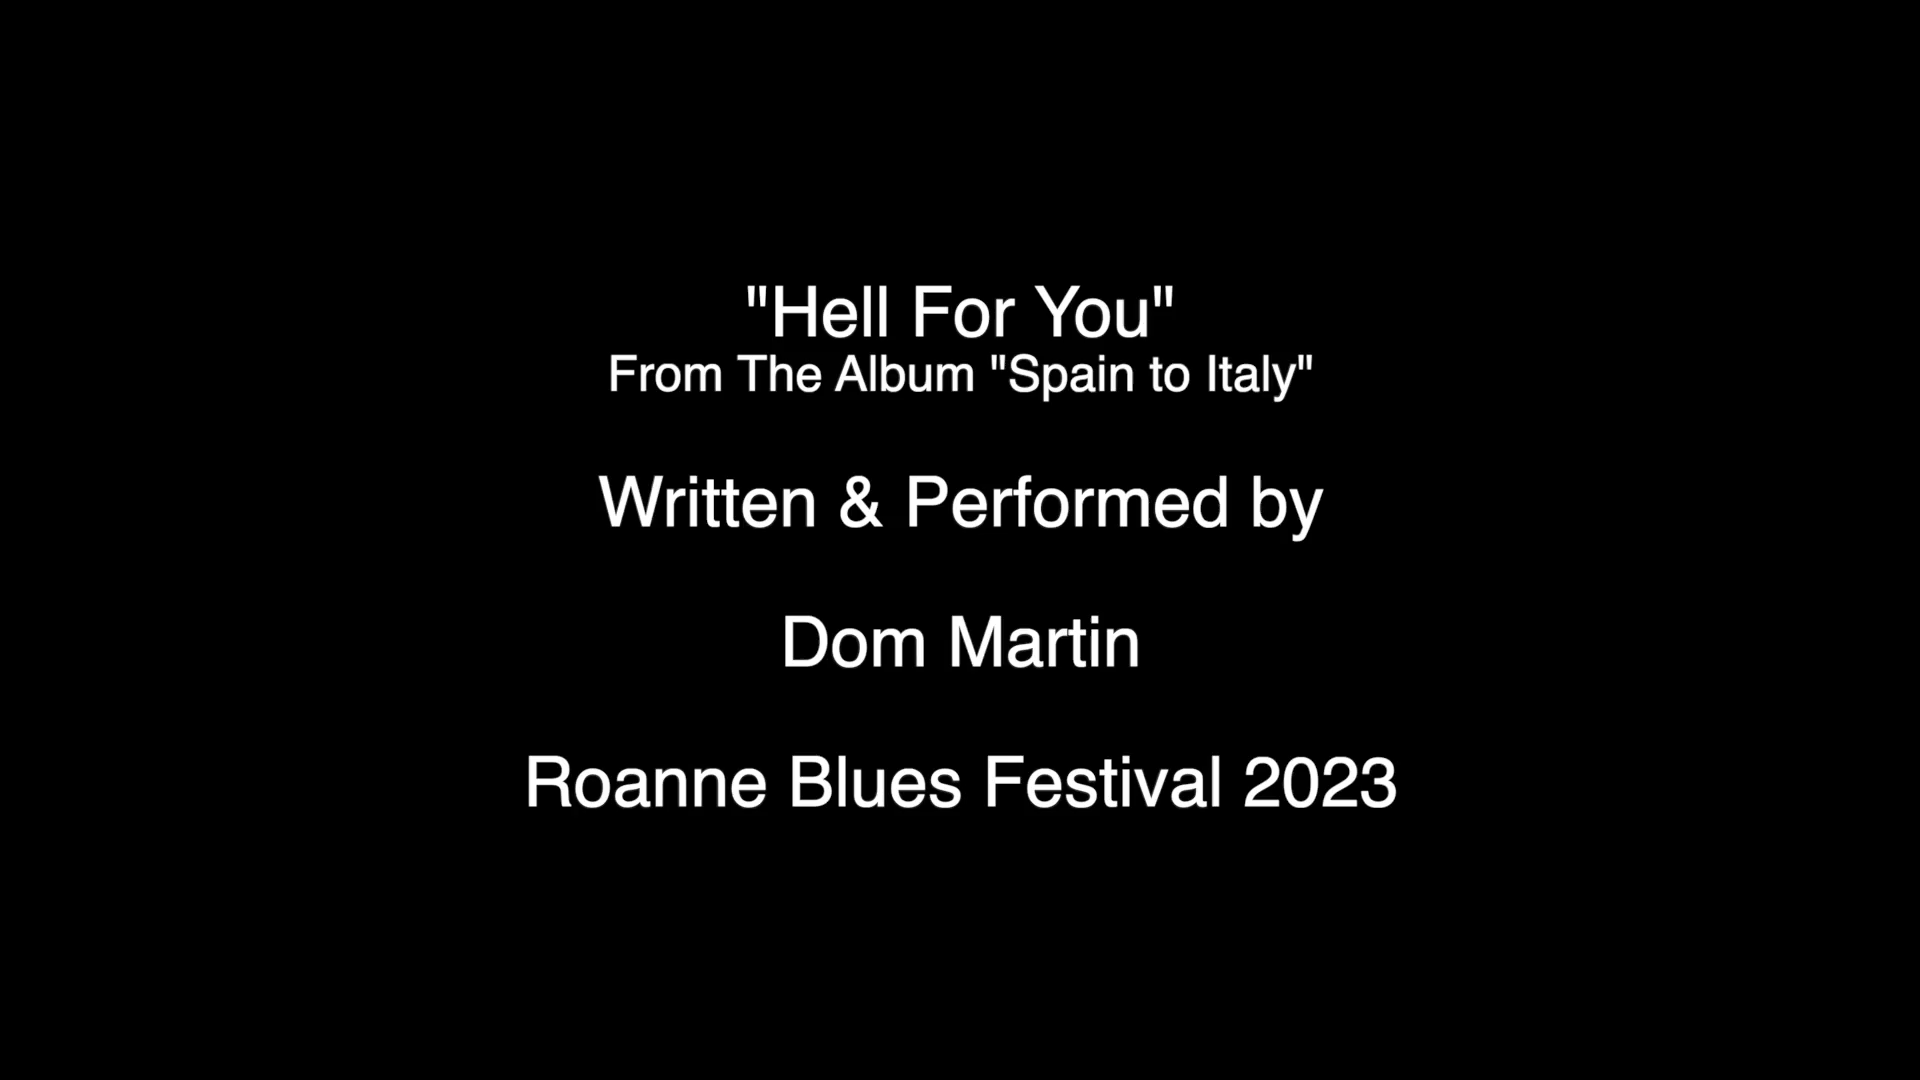 "Hell For You"
From The Album "Spain to Italy"
Written & Performed by
Dom Martin
Roanne Blues Festival 2023